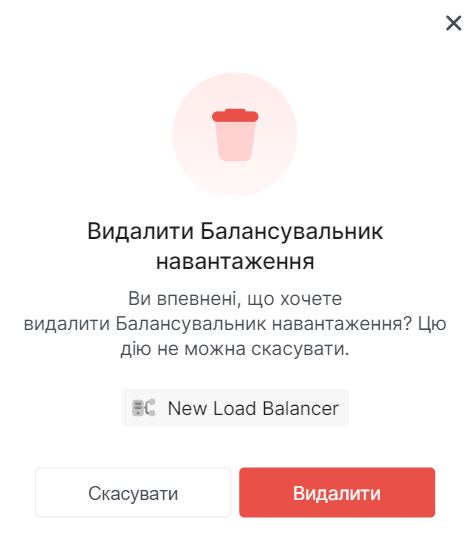 Видалити Балансувальник
навантаження
Ви впевнені, що хочете
видалити Балансувальник навантаження? Цю
дію не можна скасувати.
New Load Balancer
Скасувати
Видалити